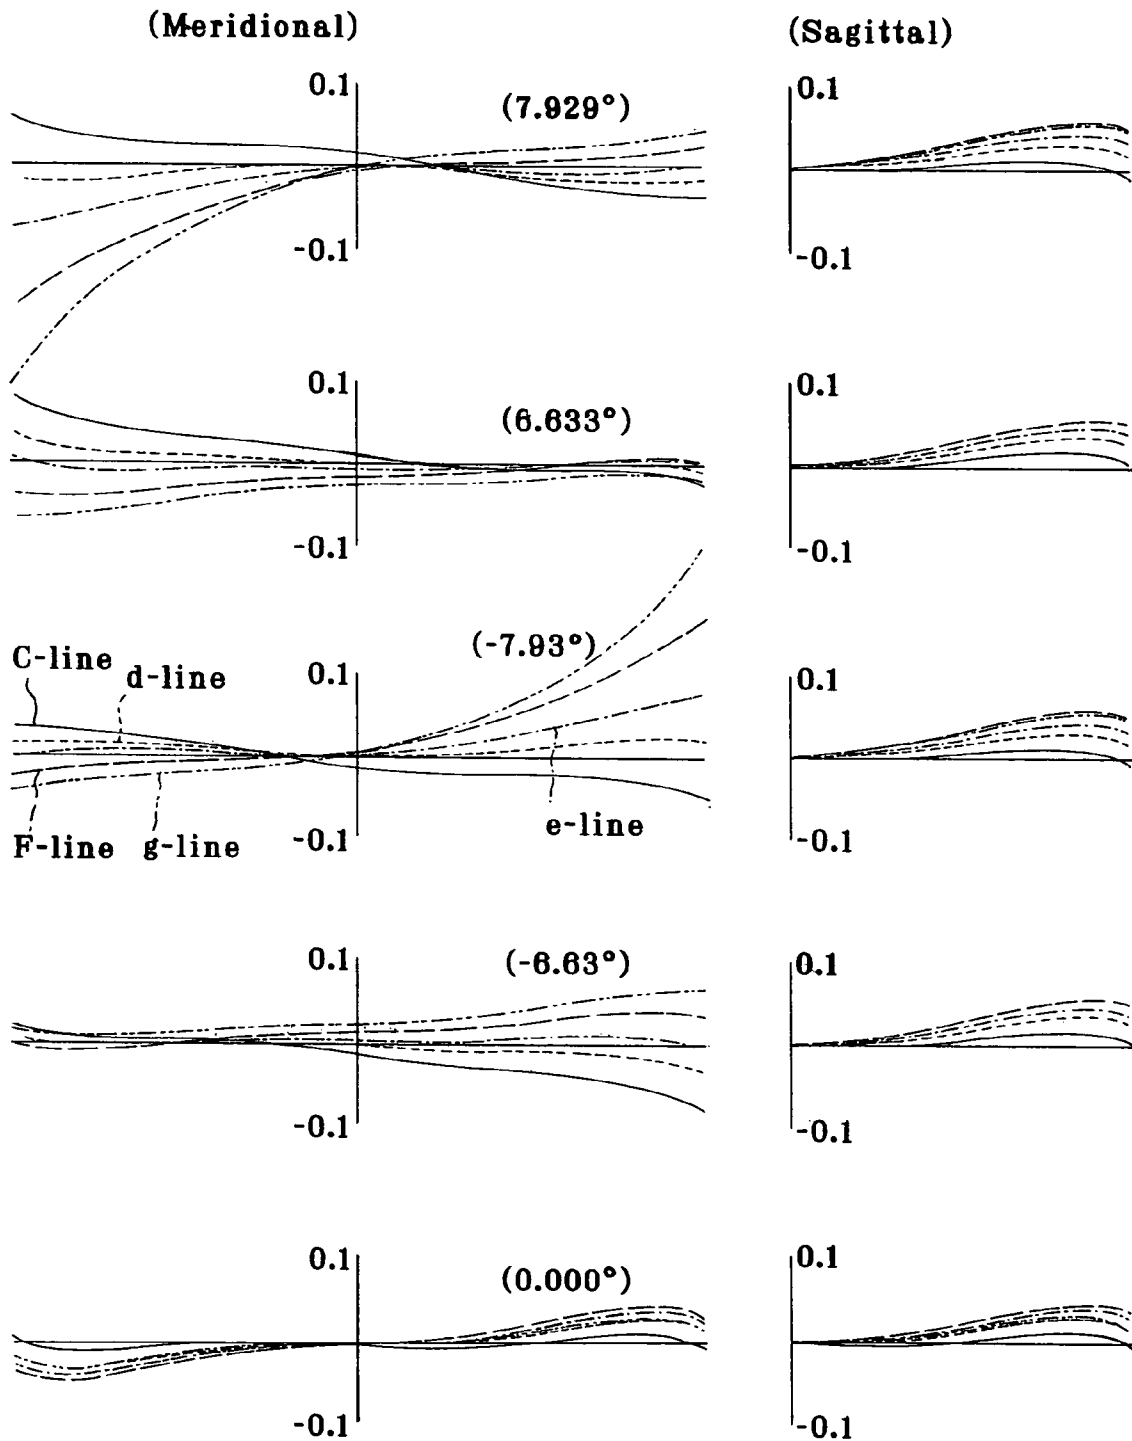 (Meridional) (Sagittal)
0.1 (7.929°) 0.1
-0.1 -0.1
0.1 (6.633°) 0.1
-0.1 -0.1
C-line d-line 0.1 (-7.93°) 0.1
F-line g-line -0.1 e-line -0.1
0.1 (-6.63°) 0.1
-0.1 -0.1
0.1 (0.000°) 0.1
-0.1 -0.1